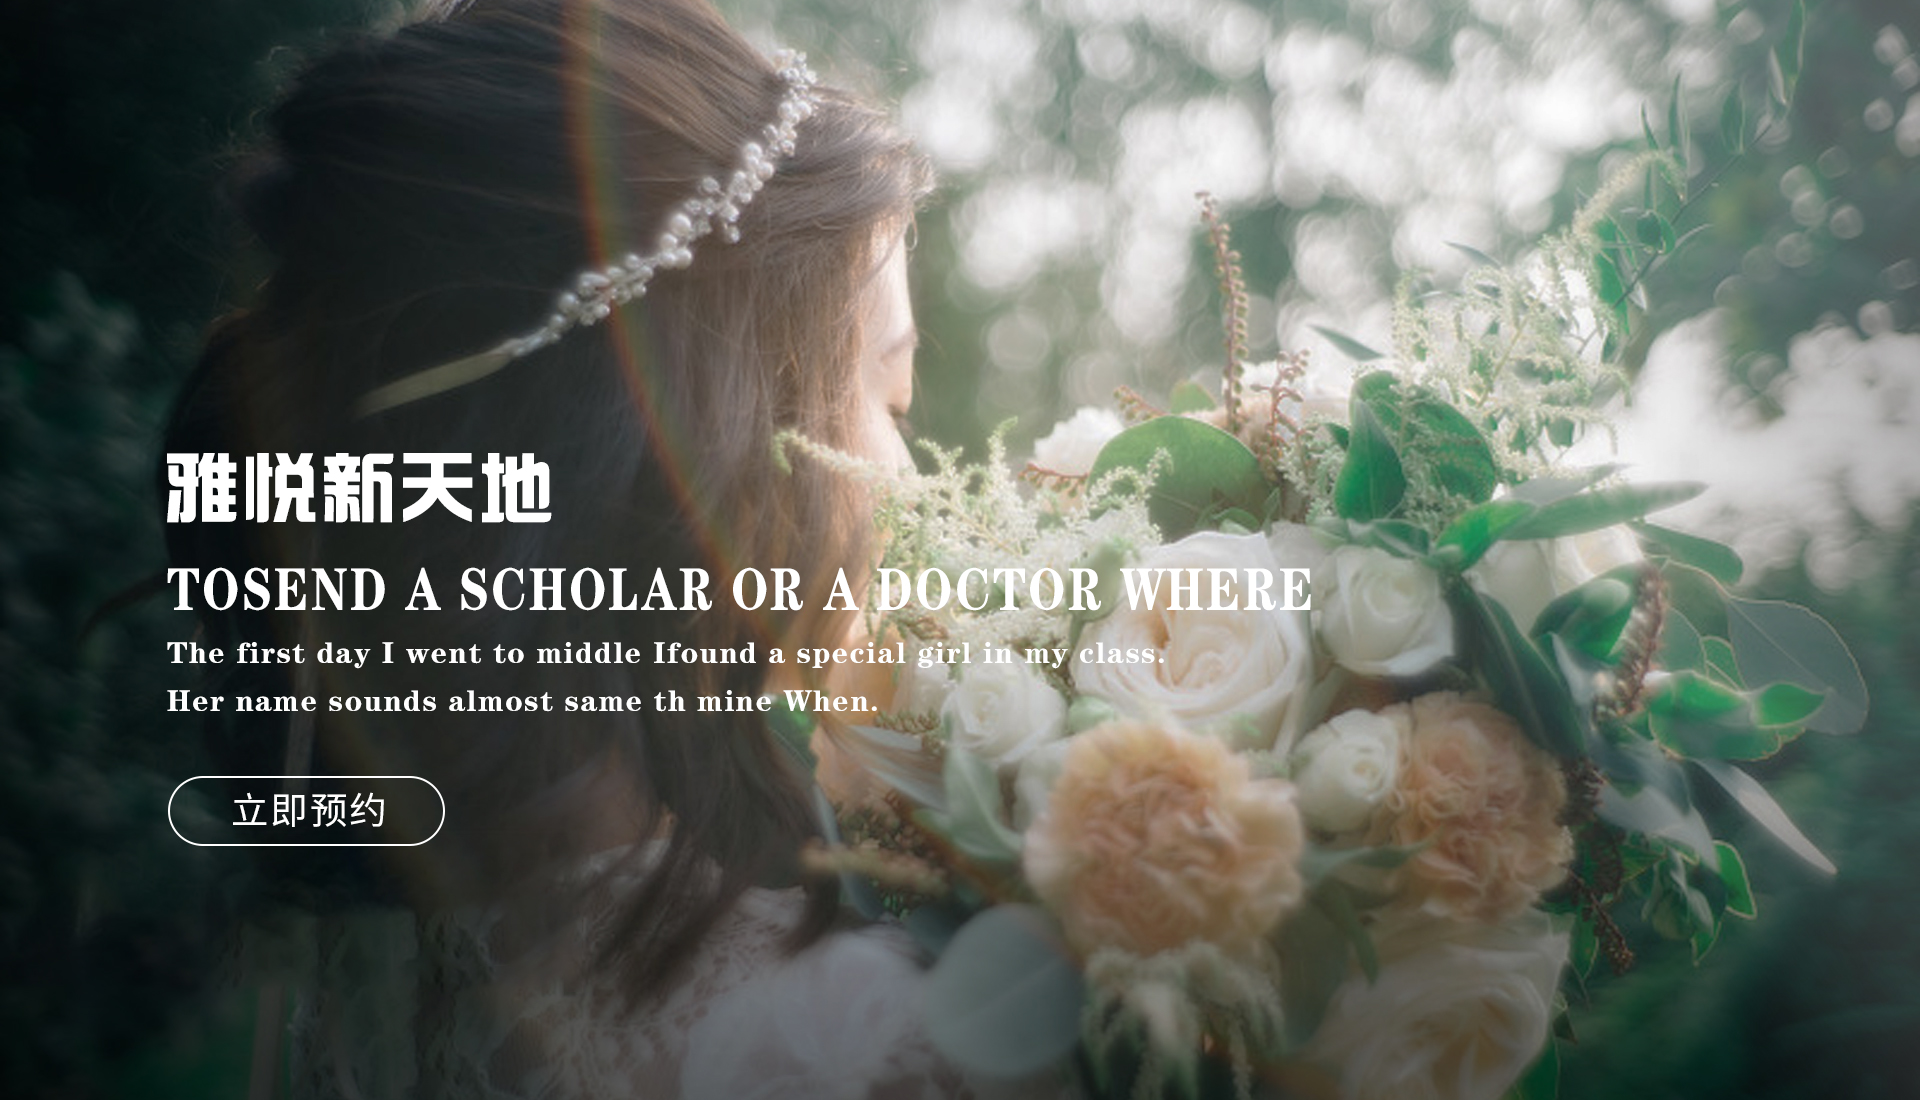 雅悦新天地
TOSEND A SCHOLAR OR A DOCTOR WHERE
The first day I went to middle Ifound a special girl in my class.
Her name sounds almost same th mine When.
立即预约